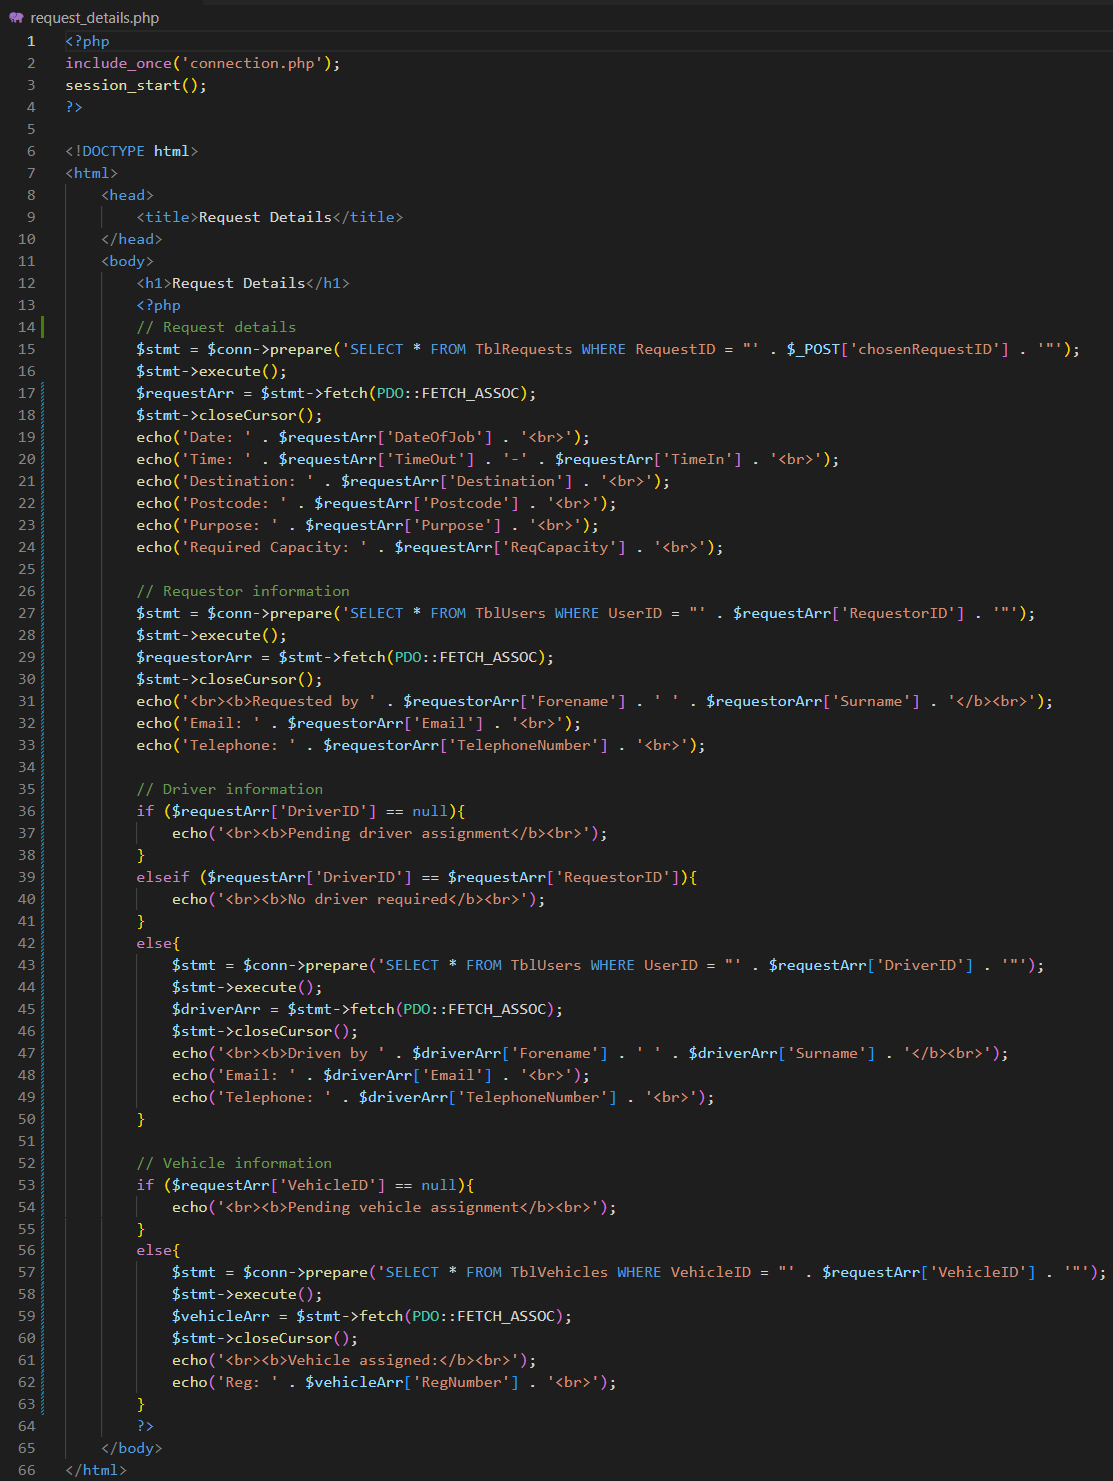 request_details.php
1 <?php
2 include_once('connection.php');
3 session_start();
4 ?>
5
6 <!DOCTYPE html>
7 <html>
8     <head>
9         <title>Request Details</title>
10     </head>
11     <body>
12         <h1>Request Details</h1>
13         <?php
14         // Request details
15         $stmt = $conn->prepare('SELECT * FROM TblRequests WHERE RequestID = "' . $_POST['chosenRequestID'] . '"');
16         $stmt->execute();
17         $requestArr = $stmt->fetch(PDO::FETCH_ASSOC);
18         $stmt->closeCursor();
19         echo('Date: ' . $requestArr['DateOfJob'] . '<br>');
20         echo('Time: ' . $requestArr['TimeOut'] . '-' . $requestArr['TimeIn'] . '<br>');
21         echo('Destination: ' . $requestArr['Destination'] . '<br>');
22         echo('Postcode: ' . $requestArr['Postcode'] . '<br>');
23         echo('Purpose: ' . $requestArr['Purpose'] . '<br>');
24         echo('Required Capacity: ' . $requestArr['ReqCapacity'] . '<br>');
25
26         // Requestor information
27         $stmt = $conn->prepare('SELECT * FROM TblUsers WHERE UserID = "' . $requestArr['RequestorID'] . '"');
28         $stmt->execute();
29         $requestorArr = $stmt->fetch(PDO::FETCH_ASSOC);
30         $stmt->closeCursor();
31         echo('<br><b>Requested by ' . $requestorArr['Forename'] . ' ' . $requestorArr['Surname'] . '</b><br>');
32         echo('Email: ' . $requestorArr['Email'] . '<br>');
33         echo('Telephone: ' . $requestorArr['TelephoneNumber'] . '<br>');
34
35         // Driver information
36         if ($requestArr['DriverID'] == null){
37             echo('<br><b>Pending driver assignment</b><br>');
38         }
39         elseif ($requestArr['DriverID'] == $requestArr['RequestorID']){
40             echo('<br><b>No driver required</b><br>');
41         }
42         else{
43             $stmt = $conn->prepare('SELECT * FROM TblUsers WHERE UserID = "' . $requestArr['DriverID'] . '"');
44             $stmt->execute();
45             $driverArr = $stmt->fetch(PDO::FETCH_ASSOC);
46             $stmt->closeCursor();
47             echo('<br><b>Driven by ' . $driverArr['Forename'] . ' ' . $driverArr['Surname'] . '</b><br>');
48             echo('Email: ' . $driverArr['Email'] . '<br>');
49             echo('Telephone: ' . $driverArr['TelephoneNumber'] . '<br>');
50         }
51
52         // Vehicle information
53         if ($requestArr['VehicleID'] == null){
54             echo('<br><b>Pending vehicle assignment</b><br>');
55         }
56         else{
57             $stmt = $conn->prepare('SELECT * FROM TblVehicles WHERE VehicleID = "' . $requestArr['VehicleID'] . '"');
58             $stmt->execute();
59             $vehicleArr = $stmt->fetch(PDO::FETCH_ASSOC);
60             $stmt->closeCursor();
61             echo('<br><b>Vehicle assigned:</b><br>');
62             echo('Reg: ' . $vehicleArr['RegNumber'] . '<br>');
63         }
64         ?>
65     </body>
66 </html>